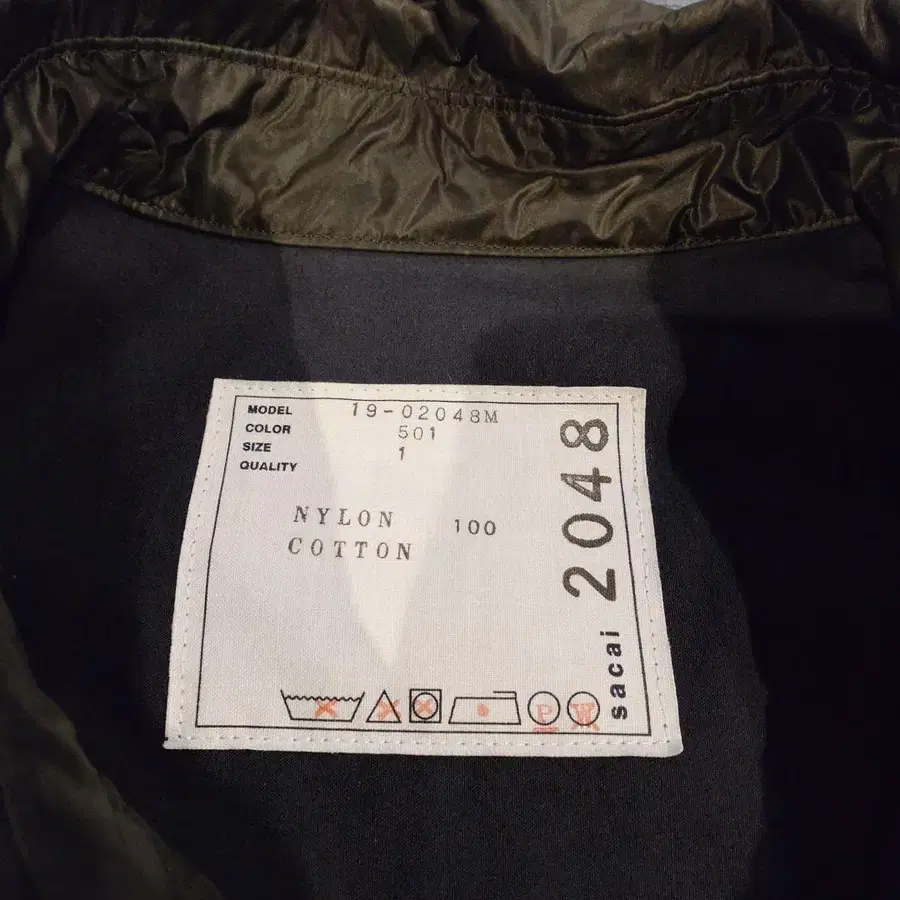 MODEL 19-02048M
COLOR 501
SIZE 1
QUALITY
NYLON 100
COTTON
P W
sacai 2048